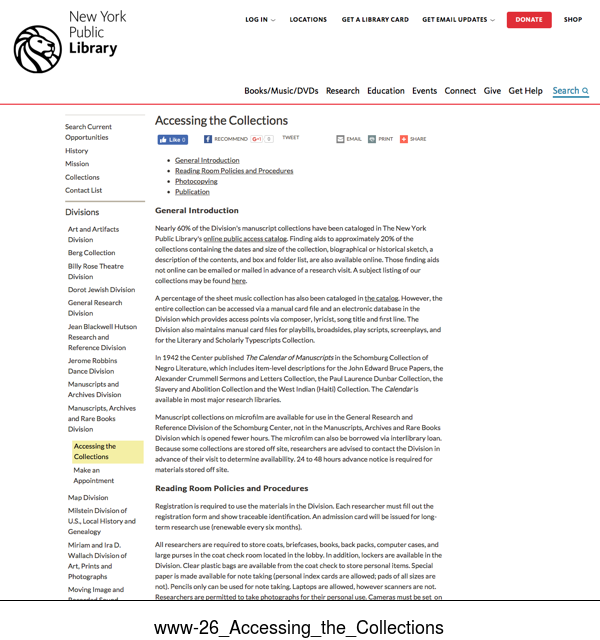 New York
Public
Library
LOG IN
LOCATIONS
GET A LIBRARY CARD
GET EMAIL UPDATES
DONATE
SHOP
Books/Music/DVDs Research Education Events Connect Give Get Help Search
Search Current
Opportunities
History
Mission
Collections
Contact List
Divisions
Art and Artifacts
Division
Berg Collection
Billy Rose Theatre
Division
Dorot Jewish Division
General Research
Division
Jean Blackwell Hutson
Research and
Reference Division
Jerome Robbins
Dance Division
Manuscripts and
Archives Division
Manuscripts, Archives
and Rare Books
Division
Accessing the
Collections
Make an
Appointment
Map Division
Milstein Division of
U.S., Local History and
Genealogy
Miriam and Ira D.
Wallach Division of
Art, Prints and
Photographs
Moving Image and
Recorded Sound
Accessing the Collections
Like 0
RECOMMEND
G+1 0
TWEET
EMAIL
PRINT
SHARE
• General Introduction
• Reading Room Policies and Procedures
• Photocopying
• Publication
General Introduction
Nearly 60% of the Division's manuscript collections have been cataloged in The New York
Public Library's online public access catalog. Finding aids to approximately 20% of the
collections containing the dates and size of the collection, biographical or historical sketch, a
description of the contents, and box and folder list, are also available online. Those finding aids
not online can be emailed or mailed in advance of a research visit. A subject listing of our
collections may be found here.
A percentage of the sheet music collection has also been cataloged in the catalog. However, the
entire collection can be accessed via a manual card file and an electronic database in the
Division which provides access points via composer, lyricist, song title and first line. The
Division also maintains manual card files for playbills, broadsides, play scripts, screenplays, and
for the Literary and Scholarly Typescripts Collection.
In 1942 the Center published The Calendar of Manuscripts in the Schomburg Collection of
Negro Literature, which includes item-level descriptions for the John Edward Bruce Papers, the
Alexander Crummell Sermons and Letters Collection, the Paul Laurence Dunbar Collection, the
Slavery and Abolition Collection and the West Indian (Haiti) Collection. The Calendar is
available in most major research libraries.
Manuscript collections on microfilm are available for use in the General Research and
Reference Division of the Schomburg Center, not in the Manuscripts, Archives and Rare Books
Division which is opened fewer hours. The microfilm can also be borrowed via interlibrary loan.
Because some collections are stored off site, researchers are advised to contact the Division in
advance of their visit to determine availability. 24 to 48 hours advance notice is required for
materials stored off site.
Reading Room Policies and Procedures
Registration is required to use the materials in the Division. Each researcher must fill out the
registration form and show traceable identification. An admission card will be issued for long-
term research use (renewable every six months).
All researchers are required to store coats, briefcases, books, back packs, computer cases, and
large purses in the coat check room located in the lobby. In addition, lockers are available in the
Division. Clear plastic bags are available from the coat check to store personal items. Special
paper is made available for note taking (personal index cards are allowed; pads of all sizes are
not). Pencils only can be used for note taking. Laptops are allowed, however scanners are not.
Researchers are permitted to take photographs for their personal use. Cameras must be set on
www-26_Accessing_the_Collections